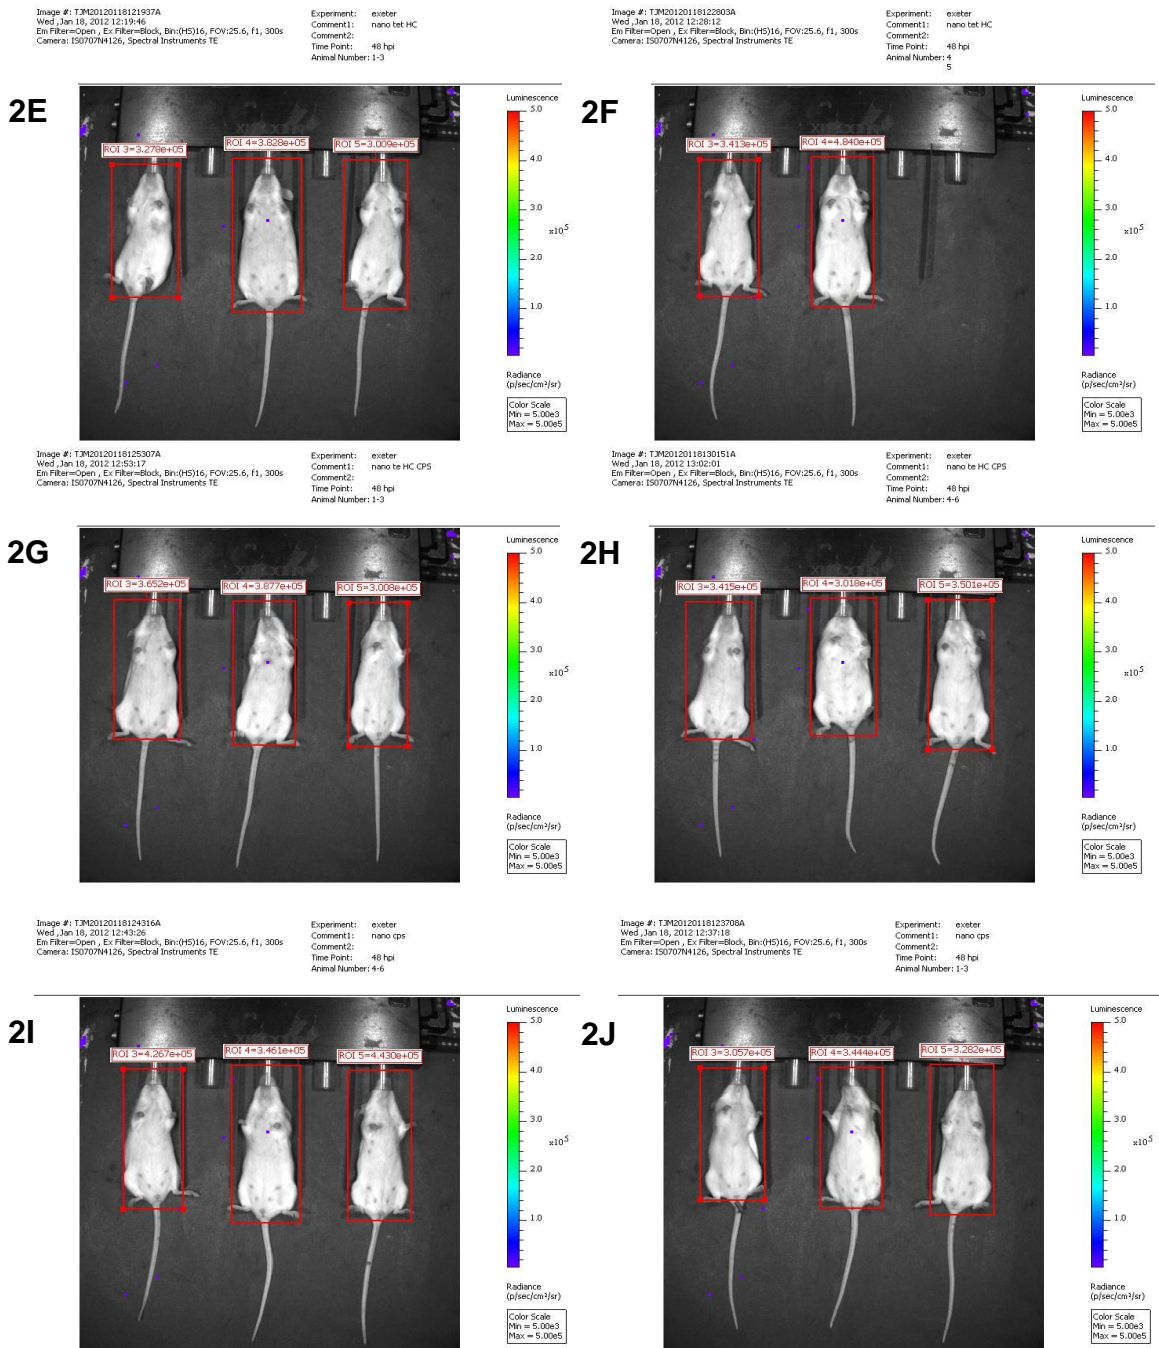 Image #: TJM20120118121937A
Wed ,Jan 18, 2012 12:19:46
Em Filter=Open , Ex Filter=Block, Bin:(HS)16, FOV:25.6, f1, 300s
Camera: IS0707N4126, Spectral Instruments TE
Experiment: exeter
Comment1: nano tet HC
Comment2:
Time Point: 48 hpi
Animal Number: 1-3
2E
ROI 3=3.278e+05
ROI 4=3.828e+05
ROI 5=3.009e+05
Luminescence
5.0
4.0
3.0
x10⁵
2.0
1.0
Radiance
(p/sec/cm²/sr)
Color Scale
Min = 5.00e3
Max = 5.00e5
Image #: TJM20120118122803A
Wed ,Jan 18, 2012 12:28:12
Em Filter=Open , Ex Filter=Block, Bin:(HS)16, FOV:25.6, f1, 300s
Camera: IS0707N4126, Spectral Instruments TE
Experiment: exeter
Comment1: nano tet HC
Comment2:
Time Point: 48 hpi
Animal Number: 4
5
2F
ROI 3=3.413e+05
ROI 4=4.840e+05
Luminescence
5.0
4.0
3.0
x10⁵
2.0
1.0
Radiance
(p/sec/cm²/sr)
Color Scale
Min = 5.00e3
Max = 5.00e5
Image #: TJM20120118125307A
Wed ,Jan 18, 2012 12:53:17
Em Filter=Open , Ex Filter=Block, Bin:(HS)16, FOV:25.6, f1, 300s
Camera: IS0707N4126, Spectral Instruments TE
Experiment: exeter
Comment1: nano te HC CPS
Comment2:
Time Point: 48 hpi
Animal Number: 1-3
2G
ROI 3=3.652e+05
ROI 4=3.877e+05
ROI 5=3.008e+05
Luminescence
5.0
4.0
3.0
x10⁵
2.0
1.0
Radiance
(p/sec/cm²/sr)
Color Scale
Min = 5.00e3
Max = 5.00e5
Image #: TJM20120118130151A
Wed ,Jan 18, 2012 13:02:01
Em Filter=Open , Ex Filter=Block, Bin:(HS)16, FOV:25.6, f1, 300s
Camera: IS0707N4126, Spectral Instruments TE
Experiment: exeter
Comment1: nano te HC CPS
Comment2:
Time Point: 48 hpi
Animal Number: 4-6
2H
ROI 3=3.415e+05
ROI 4=3.018e+05
ROI 5=3.501e+05
Luminescence
5.0
4.0
3.0
x10⁵
2.0
1.0
Radiance
(p/sec/cm²/sr)
Color Scale
Min = 5.00e3
Max = 5.00e5
Image #: TJM20120118124316A
Wed ,Jan 18, 2012 12:43:26
Em Filter=Open , Ex Filter=Block, Bin:(HS)16, FOV:25.6, f1, 300s
Camera: IS0707N4126, Spectral Instruments TE
Experiment: exeter
Comment1: nano cps
Comment2:
Time Point: 48 hpi
Animal Number: 4-6
2I
ROI 3=4.267e+05
ROI 4=3.461e+05
ROI 5=4.430e+05
Luminescence
5.0
4.0
3.0
x10⁵
2.0
1.0
Radiance
(p/sec/cm²/sr)
Color Scale
Min = 5.00e3
Max = 5.00e5
Image #: TJM20120118123708A
Wed ,Jan 18, 2012 12:37:18
Em Filter=Open , Ex Filter=Block, Bin:(HS)16, FOV:25.6, f1, 300s
Camera: IS0707N4126, Spectral Instruments TE
Experiment: exeter
Comment1: nano cps
Comment2:
Time Point: 48 hpi
Animal Number: 1-3
2J
ROI 3=3.057e+05
ROI 4=3.444e+05
ROI 5=3.282e+05
Luminescence
5.0
4.0
3.0
x10⁵
2.0
1.0
Radiance
(p/sec/cm²/sr)
Color Scale
Min = 5.00e3
Max = 5.00e5